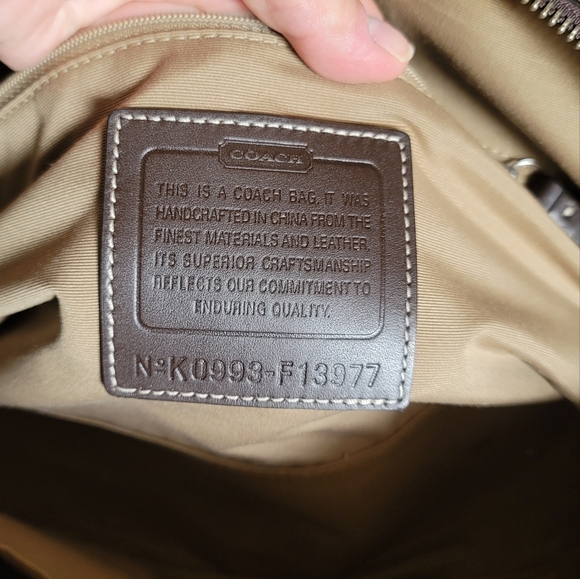 COACH
THIS IS A COACH BAG. IT WAS
HANDCRAFTED IN CHINA FROM THE
FINEST MATERIALS AND LEATHER.
ITS SUPERIOR CRAFTSMANSHIP
REFLECTS OUR COMMITMENT TO
ENDURING QUALITY.
Nº K0993-F13977